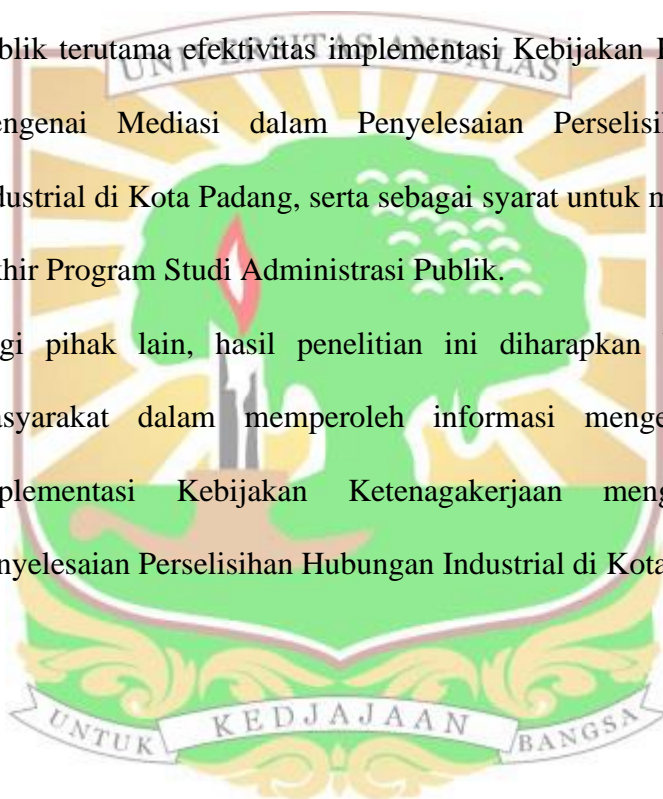 blik terutama efektivitas implementasi Kebijakan
UNIVERSITAS ANDALAS
engenai Mediasi dalam Penyelesaian Perselisi
dustrial di Kota Padang, serta sebagai syarat untuk
khir Program Studi Administrasi Publik.
gi pihak lain, hasil penelitian ini diharapkan
asyarakat dalam memperoleh informasi menge
plementasi Kebijakan Ketenagakerjaan meng
nyelesaian Perselisihan Hubungan Industrial di Kota
UNTUK KEDJAJAAN BANGSA